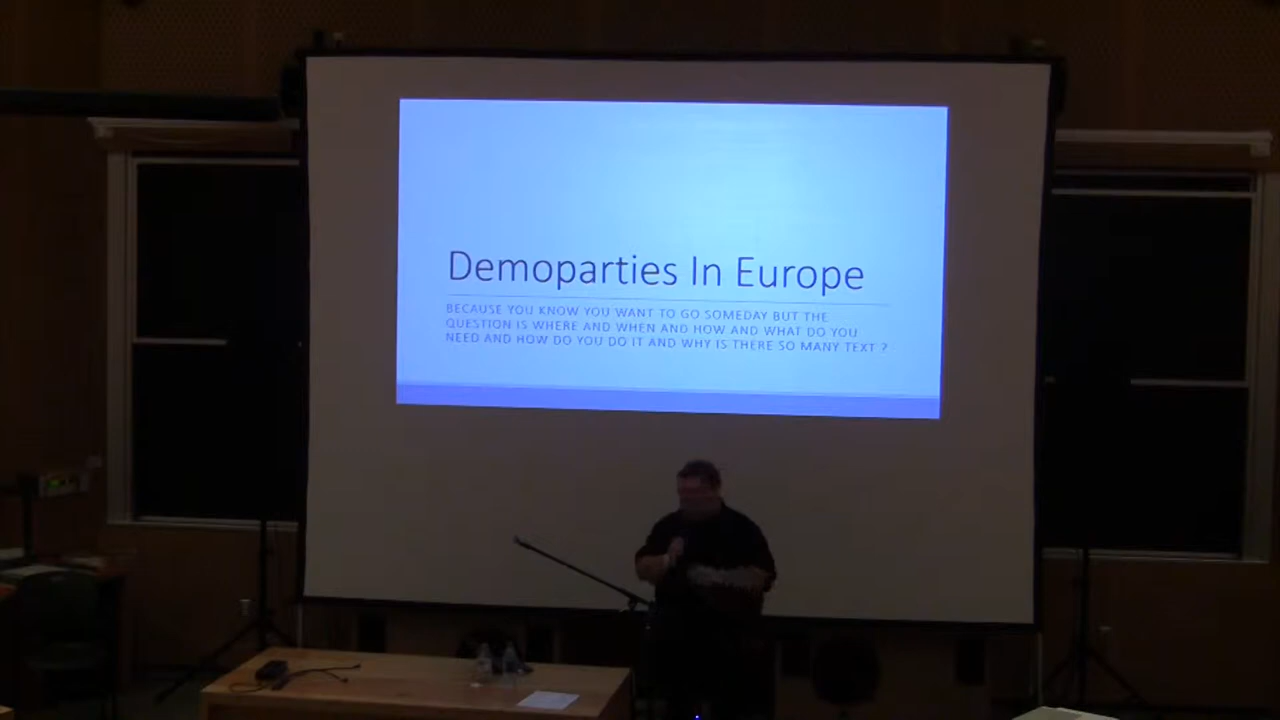 Demoparties In Europe
BECAUSE YOU KNOW YOU WANT TO GO SOMEDAY BUT THE
QUESTION IS WHERE AND WHEN AND HOW AND WHAT DO YOU
NEED AND HOW DO YOU DO IT AND WHY IS THERE SO MANY TEXT ?